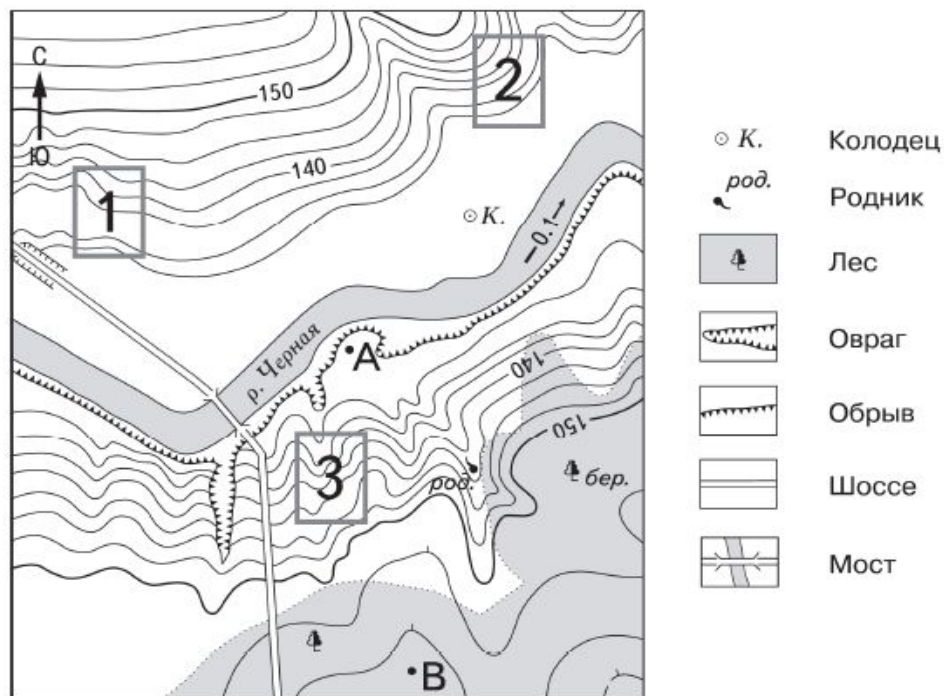 С
Ю
150
140
1
2
К.
0.1
р. Черная
А
140
150
3
род.
бер.
В
К. Колодец
род. Родник
Лес
Овраг
Обрыв
Шоссе
Мост